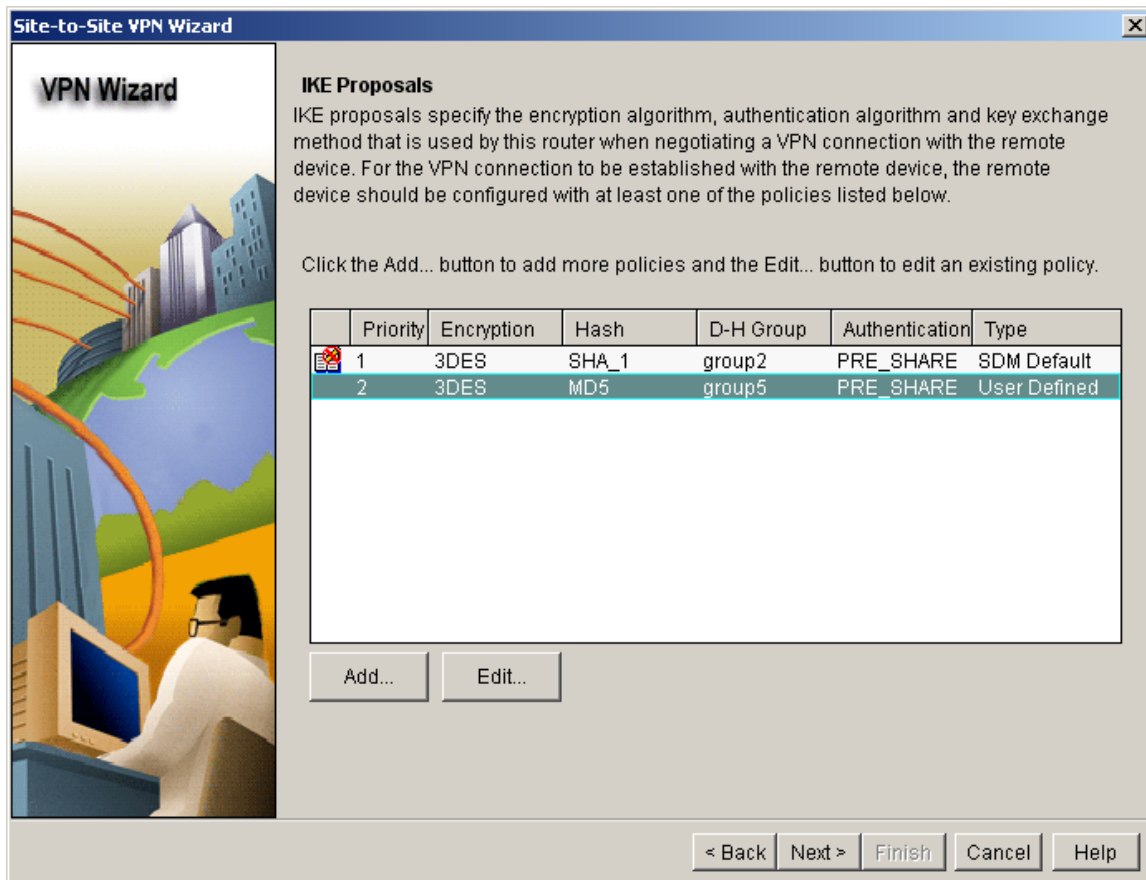 Site-to-Site VPN Wizard
VPN Wizard
IKE Proposals
IKE proposals specify the encryption algorithm, authentication algorithm and key exchange
method that is used by this router when negotiating a VPN connection with the remote
device. For the VPN connection to be established with the remote device, the remote
device should be configured with at least one of the policies listed below.
Click the Add... button to add more policies and the Edit... button to edit an existing policy.
Priority Encryption Hash D-H Group Authentication Type
1 3DES SHA_1 group2 PRE_SHARE SDM Default
2 3DES MD5 group5 PRE_SHARE User Defined
Add... Edit...
< Back Next > Finish Cancel Help